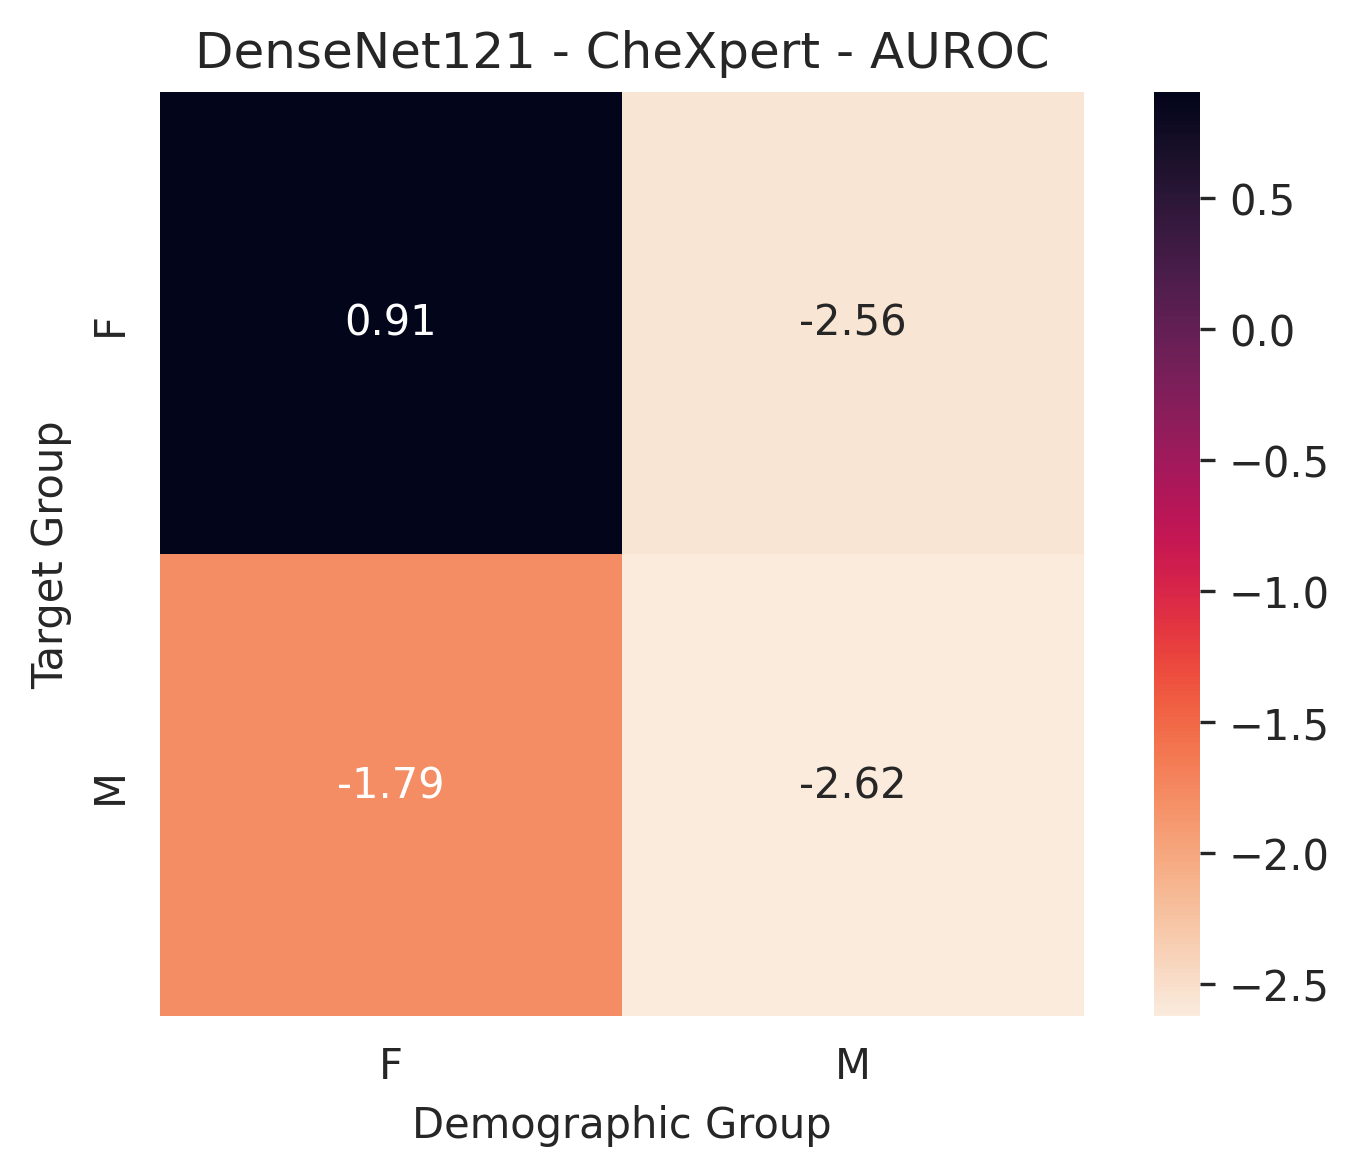 DenseNet121 - CheXpert - AUROC
Target Group
F
M
0.91
-2.56
-1.79
-2.62
F
M
Demographic Group
0.5
0.0
−0.5
−1.0
−1.5
−2.0
−2.5